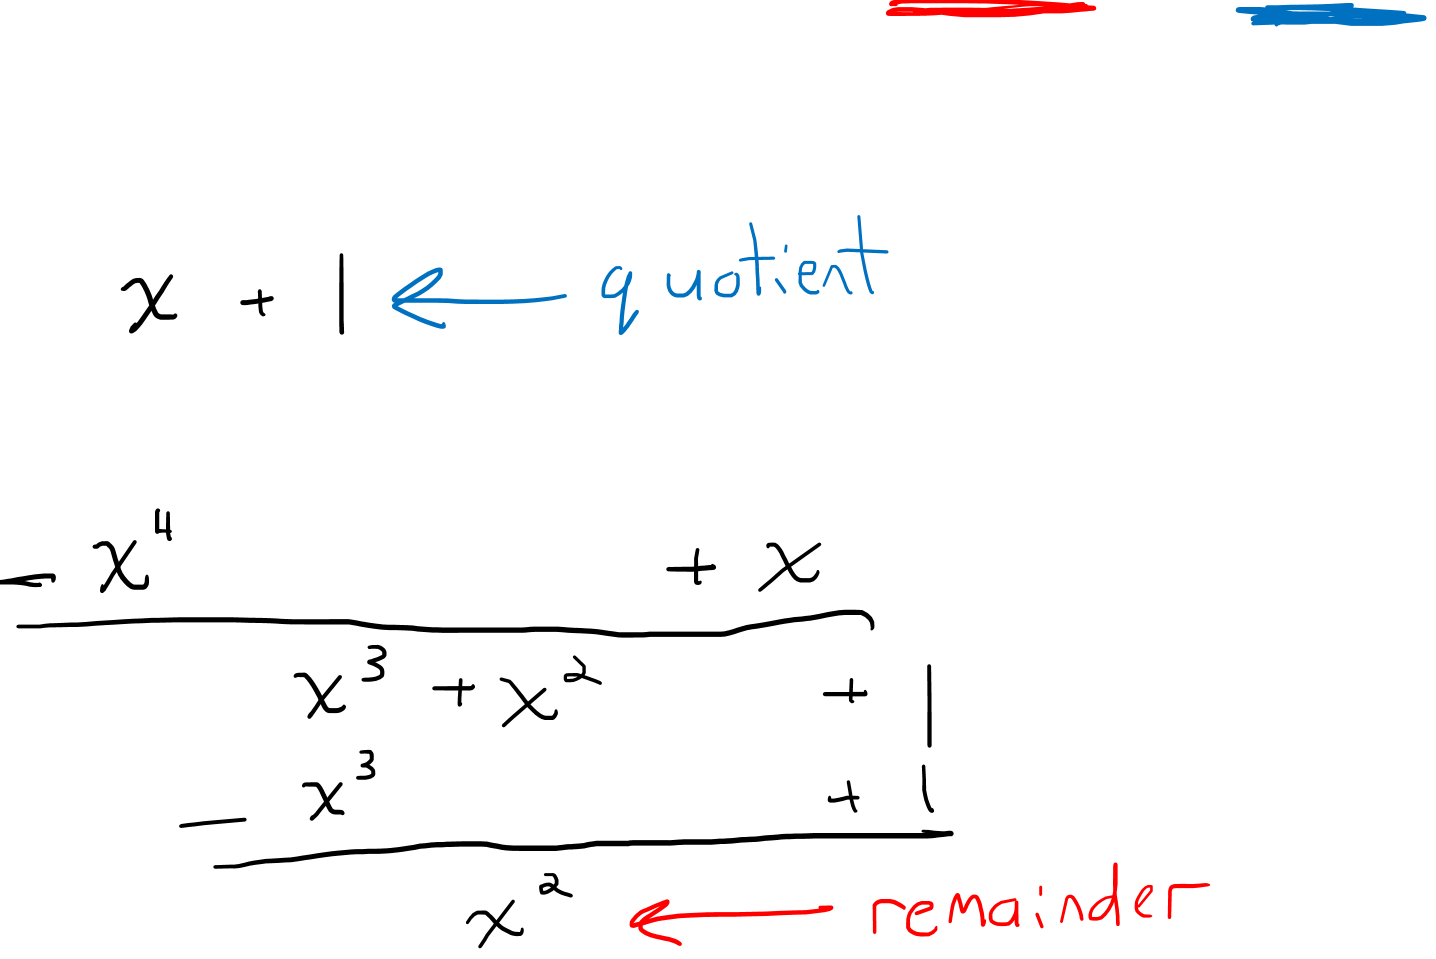 x + 1 ← quotient
- x⁴ + x
x³ + x² + 1
- x³ + 1
x² ← remainder